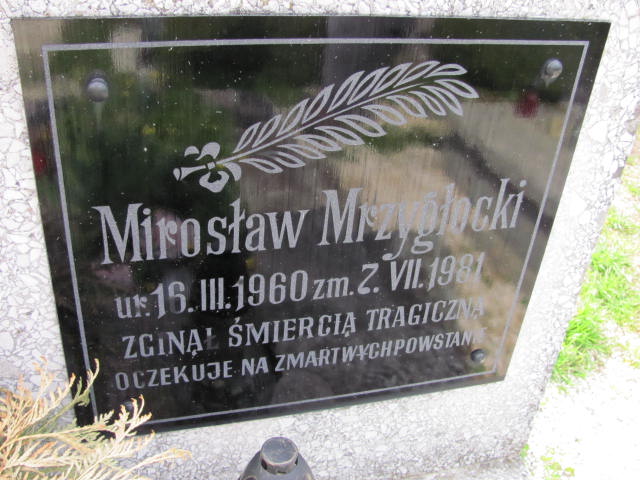 Mirosław Mrzygłocki
ur. 16.III.1960 zm. 2.VII.1981
ZGINĄŁ ŚMIERCIĄ TRAGICZNĄ
OCZEKUJE NA ZMARTWYCHPOWSTANIE